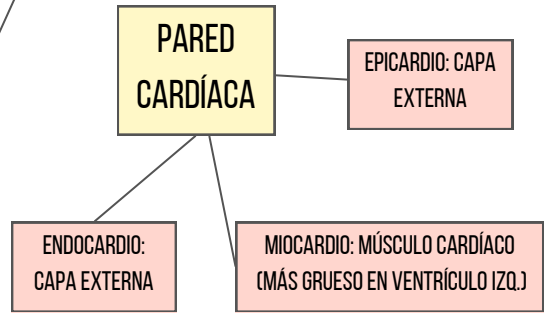 PARED
CARDÍACA
EPICARDIO: CAPA
EXTERNA
ENDOCARDIO:
CAPA EXTERNA
MIOCARDIO: MÚSCULO CARDÍACO
(MÁS GRUESO EN VENTRÍCULO IZQ.)